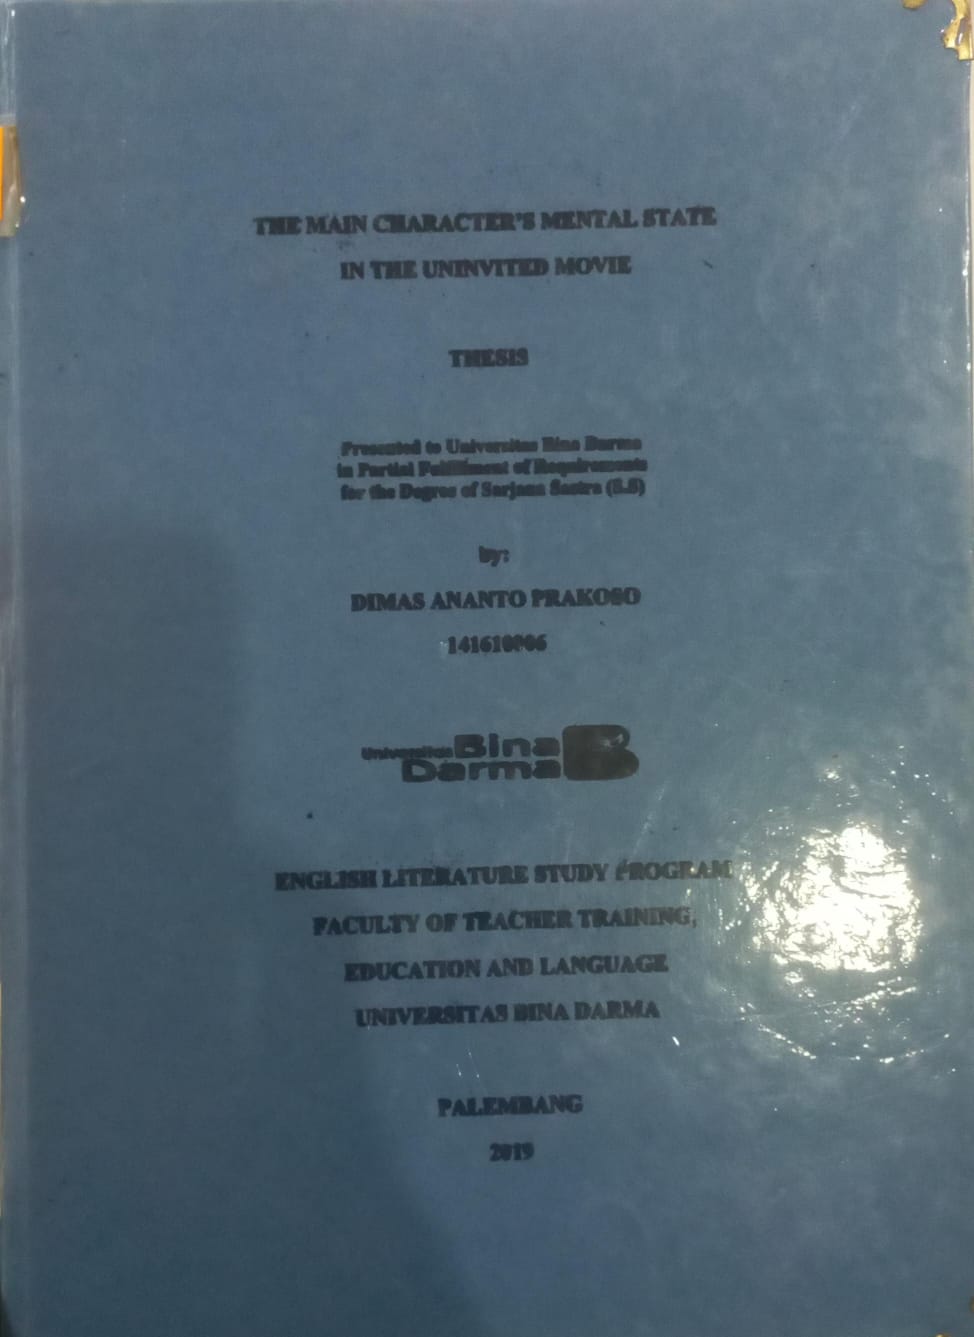 THE MAIN CHARACTER'S MENTAL STATE
IN THE UNINVITED MOVIE
THESIS
Presented to Universitas Bina Darma
in Partial Fulfillment of Requirements
for the Degree of Sarjana Sastra (S.S)
by:
DIMAS ANANTO PRAKOSO
141610006
Universitas Bina
Darma
ENGLISH LITERATURE STUDY PROGRAM
FACULTY OF TEACHER TRAINING,
EDUCATION AND LANGUAGE
UNIVERSITAS BINA DARMA
PALEMBANG
2019